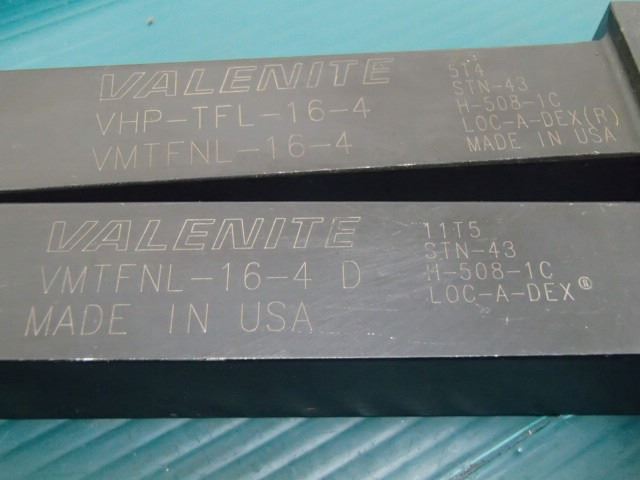 VALENITE
VHP-TFL-16-4
VMTFNL-16-4
5T4
STN-43
H-508-1C
LOC-A-DEX(R)
MADE IN USA
VALENITE
VMTFNL-16-4 D
MADE IN USA
11T5
STN-43
H-508-1C
LOC-A-DEX®